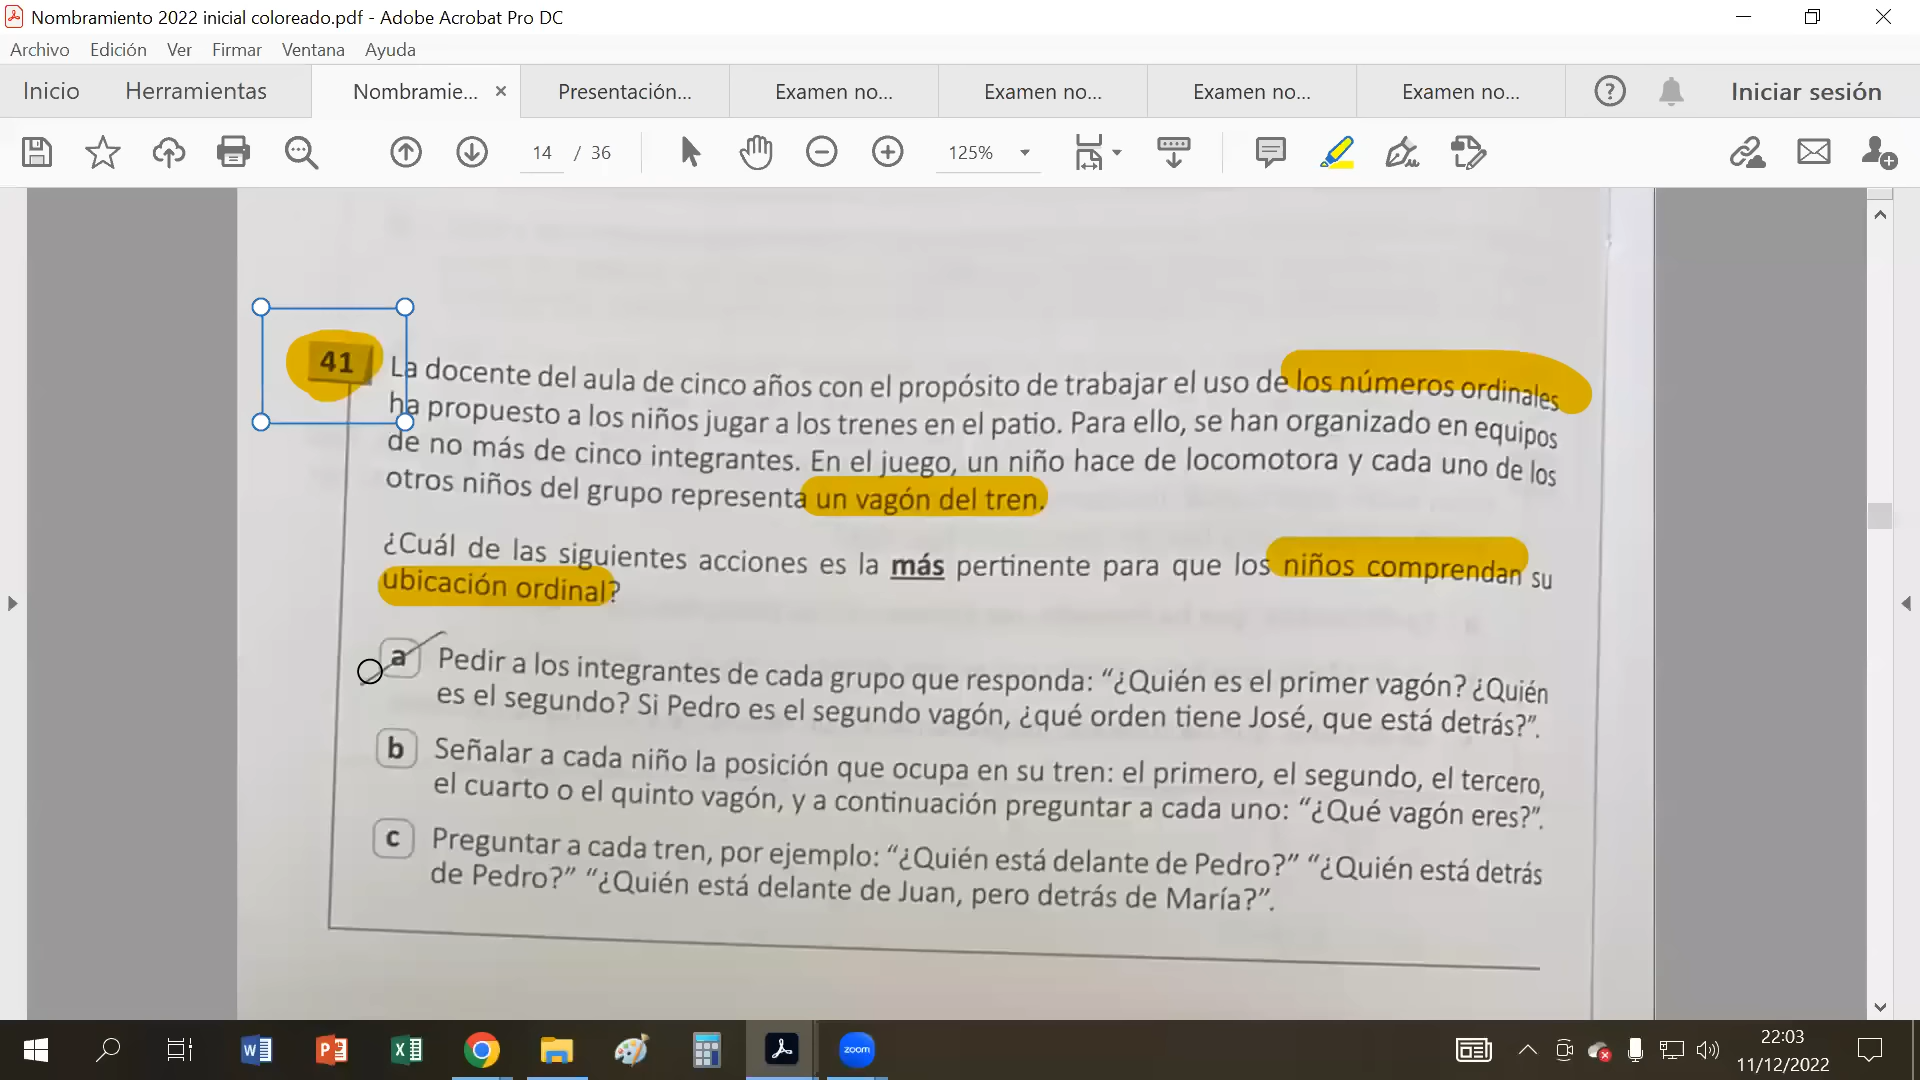 Nombramiento 2022 inicial coloreado.pdf - Adobe Acrobat Pro DC
Archivo Edición Ver Firmar Ventana Ayuda
Inicio Herramientas Nombramie... × Presentación... Examen no... Examen no... Examen no... Examen no... ? Iniciar sesión
14 / 36 125%
41 La docente del aula de cinco años con el propósito de trabajar el uso de los números ordinales
ha propuesto a los niños jugar a los trenes en el patio. Para ello, se han organizado en equipos
de no más de cinco integrantes. En el juego, un niño hace de locomotora y cada uno de los
otros niños del grupo representa un vagón del tren.
¿Cuál de las siguientes acciones es la más pertinente para que los niños comprendan su
ubicación ordinal?
a Pedir a los integrantes de cada grupo que responda: “¿Quién es el primer vagón? ¿Quién
es el segundo? Si Pedro es el segundo vagón, ¿qué orden tiene José, que está detrás?”.
b Señalar a cada niño la posición que ocupa en su tren: el primero, el segundo, el tercero,
el cuarto o el quinto vagón, y a continuación preguntar a cada uno: “¿Qué vagón eres?”.
c Preguntar a cada tren, por ejemplo: “¿Quién está delante de Pedro?” “¿Quién está detrás
de Pedro?” “¿Quién está delante de Juan, pero detrás de María?”.
zoom
22:03
11/12/2022